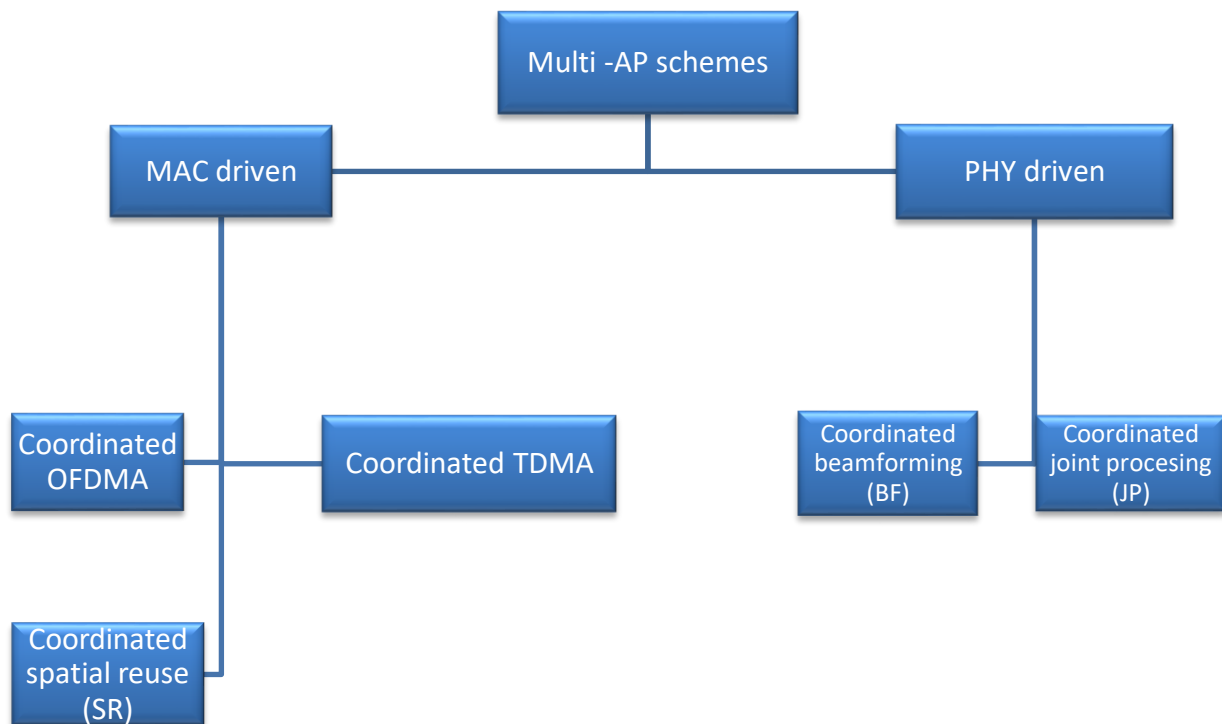 Multi -AP schemes
MAC driven
PHY driven
Coordinated
OFDMA
Coordinated TDMA
Coordinated
beamforming
(BF)
Coordinated
joint procesing
(JP)
Coordinated
spatial reuse
(SR)